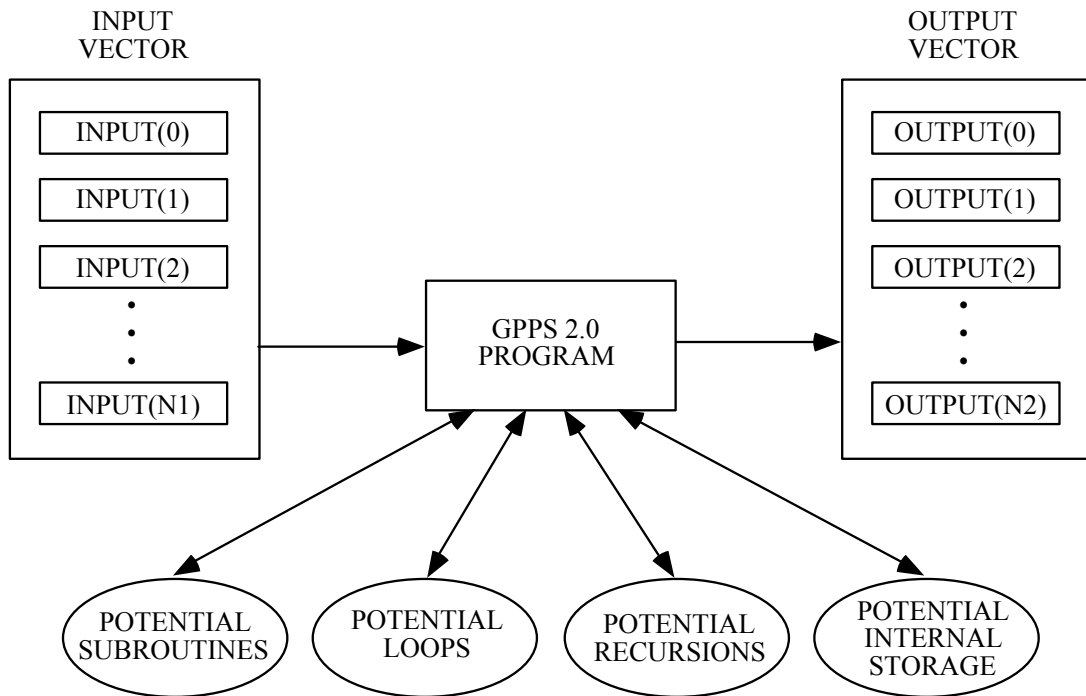 INPUT
VECTOR
INPUT(0)
INPUT(1)
INPUT(2)
INPUT(N1)
GPPS 2.0
PROGRAM
OUTPUT
VECTOR
OUTPUT(0)
OUTPUT(1)
OUTPUT(2)
OUTPUT(N2)
POTENTIAL
SUBROUTINES
POTENTIAL
LOOPS
POTENTIAL
RECURSIONS
POTENTIAL
INTERNAL
STORAGE